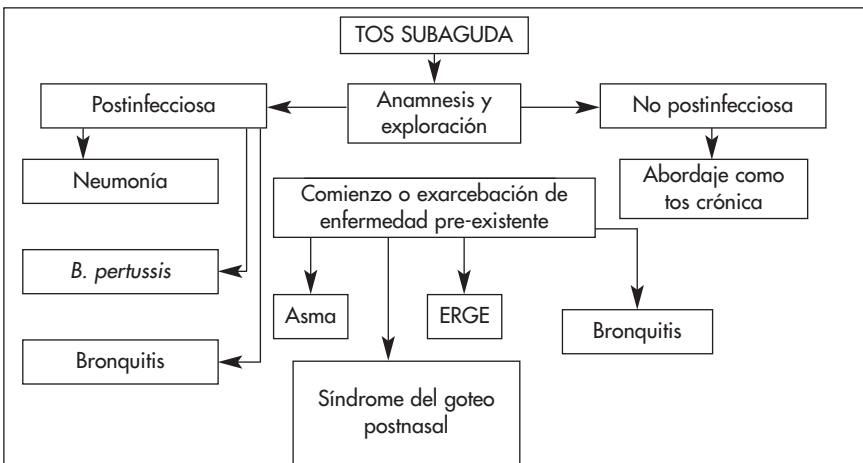 TOS SUBAGUDA
Postinfecciosa
Anamnesis y
exploración
No postinfecciosa
Neumonía
Comienzo o exarcebación de
enfermedad pre-existente
Abordaje como
tos crónica
B. pertussis
Asma
ERGE
Bronquitis
Bronquitis
Síndrome del goteo
postnasal